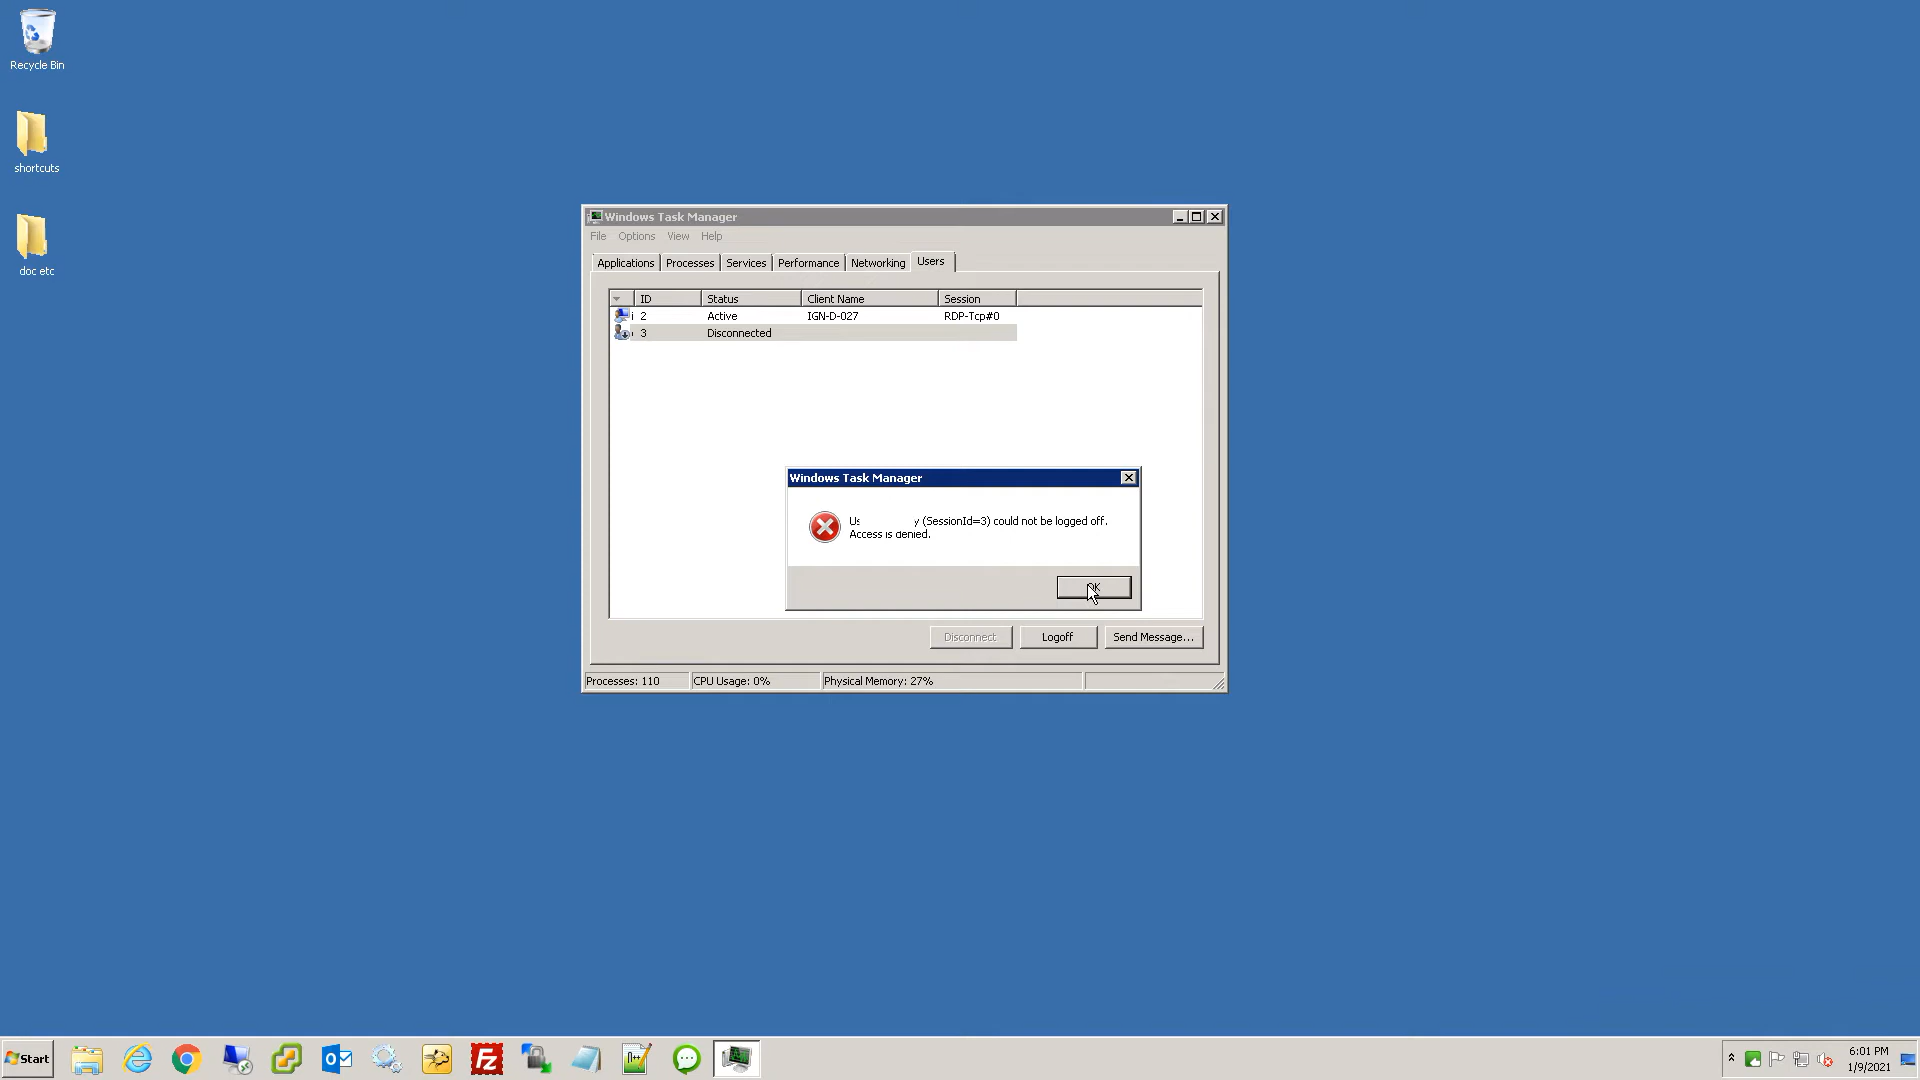 Recycle Bin
shortcuts
doc etc
Windows Task Manager
File Options View Help
Applications Processes Services Performance Networking Users
ID Status Client Name Session
2 Active IGN-D-027 RDP-Tcp#0
3 Disconnected
Windows Task Manager
Us y (SessionId=3) could not be logged off.
Access is denied.
OK
Disconnect Logoff Send Message...
Processes: 110 CPU Usage: 0% Physical Memory: 27%
Start
6:01 PM
1/9/2021